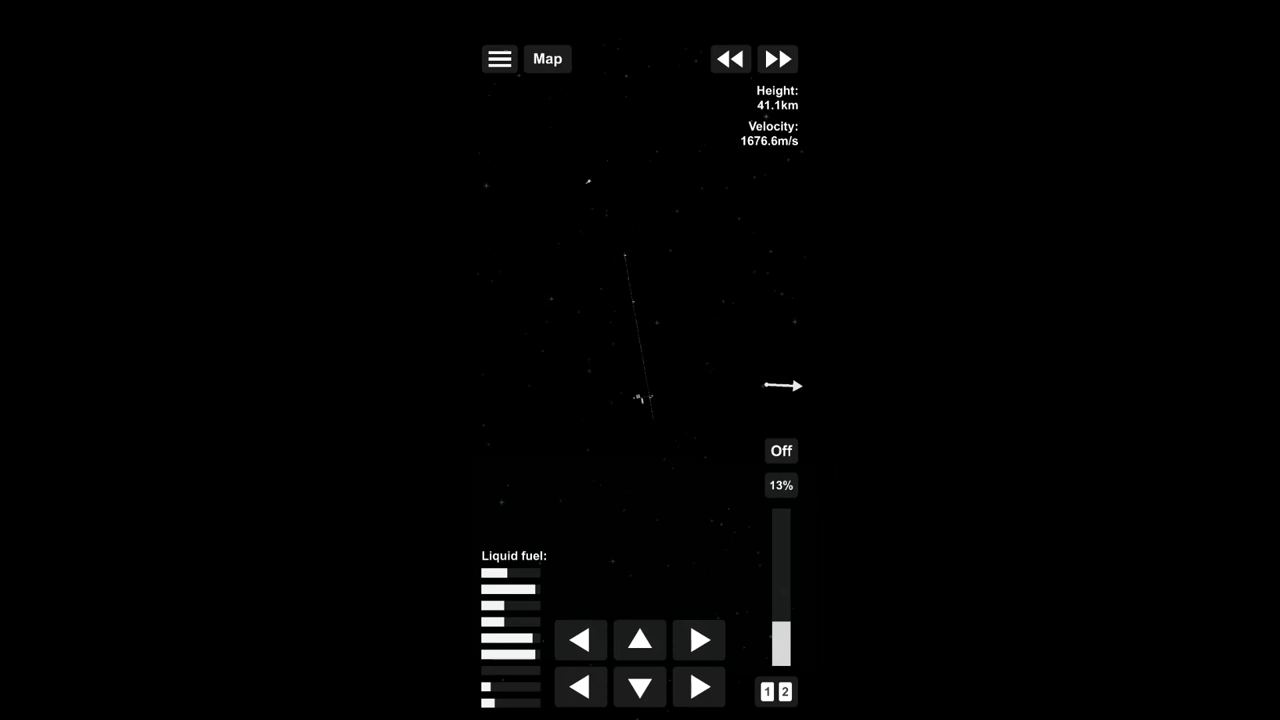 Map
Height:
41.1km
Velocity:
1676.6m/s
Off
13%
Liquid fuel:
1 2